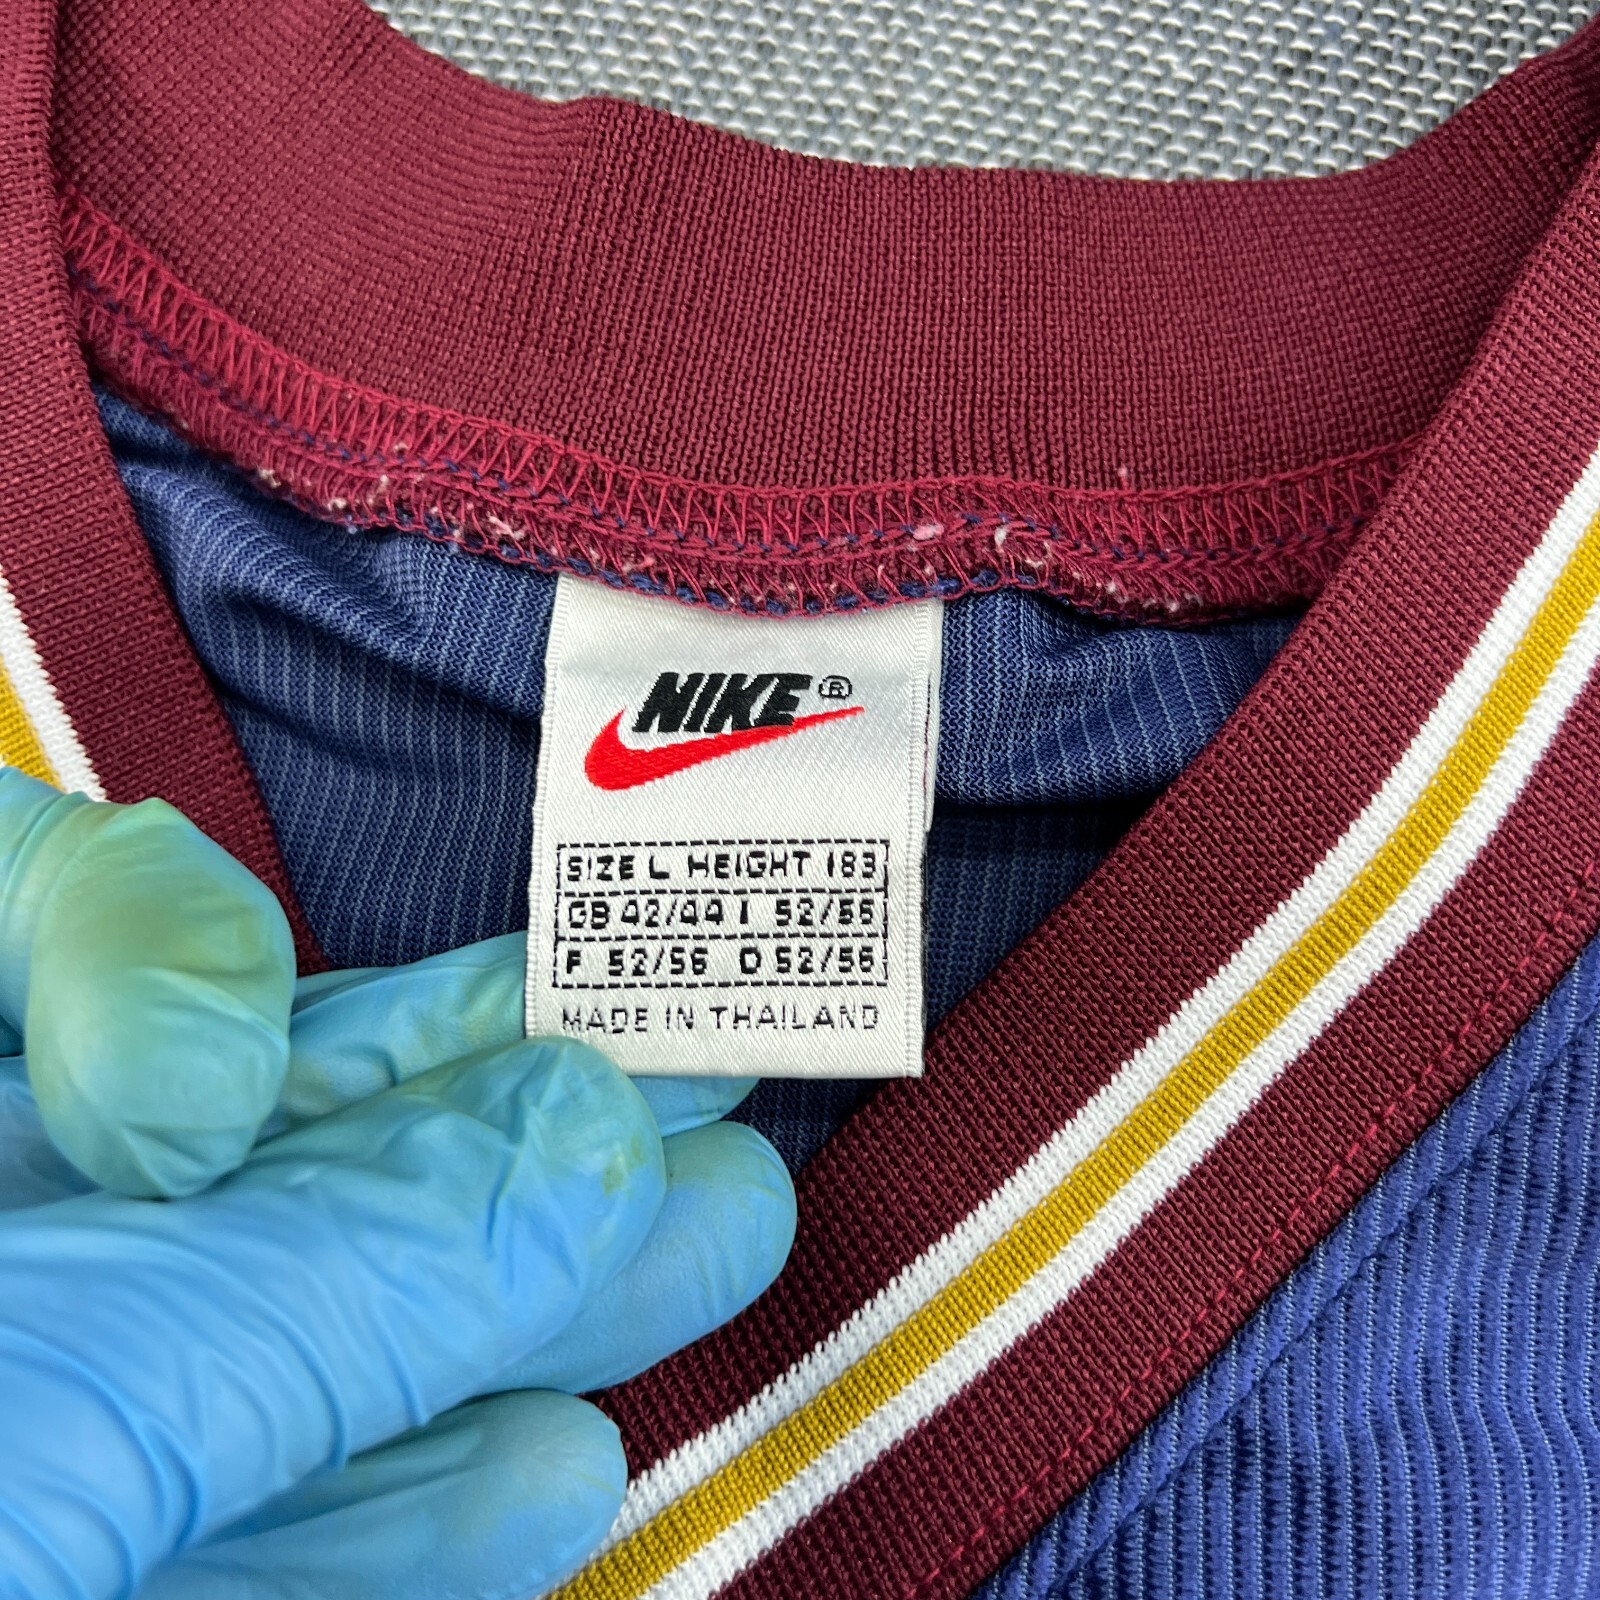 NIKE®
SIZE L HEIGHT 183
GB 42/44 I 52/56
F 52/56 D 52/56
MADE IN THAILAND